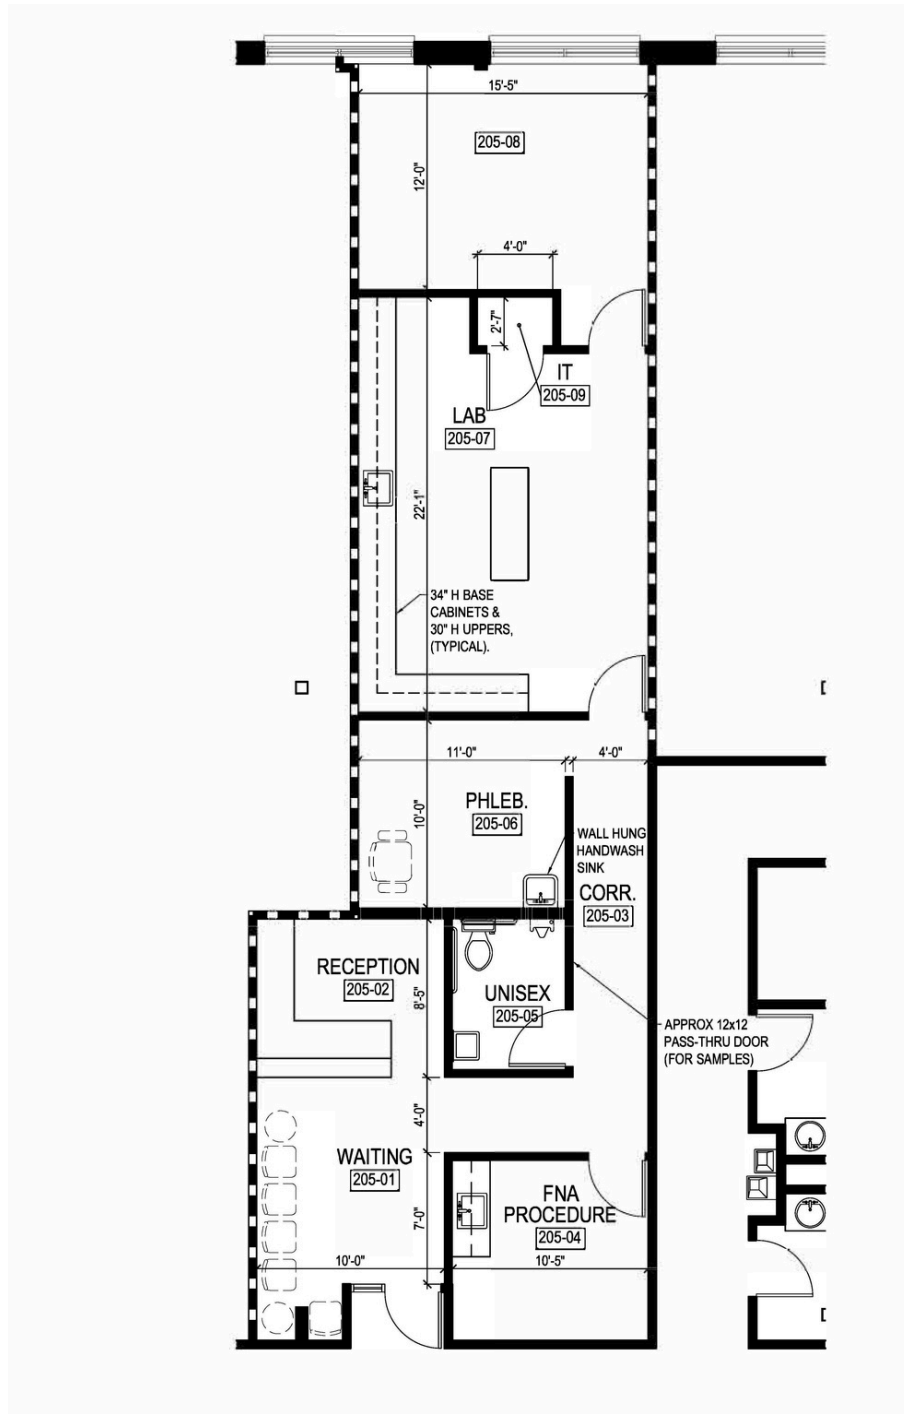 15'-5"
205-08
12'-0"
4'-0"
2'-7"
IT
205-09
LAB
205-07
22'-1"
34" H BASE
CABINETS &
30" H UPPERS,
(TYPICAL).
11'-0"
4'-0"
10'-0"
PHLEB.
205-06
WALL HUNG
HANDWASH
SINK
CORR.
205-03
RECEPTION
205-02
8'-5"
UNISEX
205-05
APPROX 12x12
PASS-THRU DOOR
(FOR SAMPLES)
4'-0"
WAITING
205-01
7'-0"
FNA
PROCEDURE
205-04
10'-0"
10'-5"